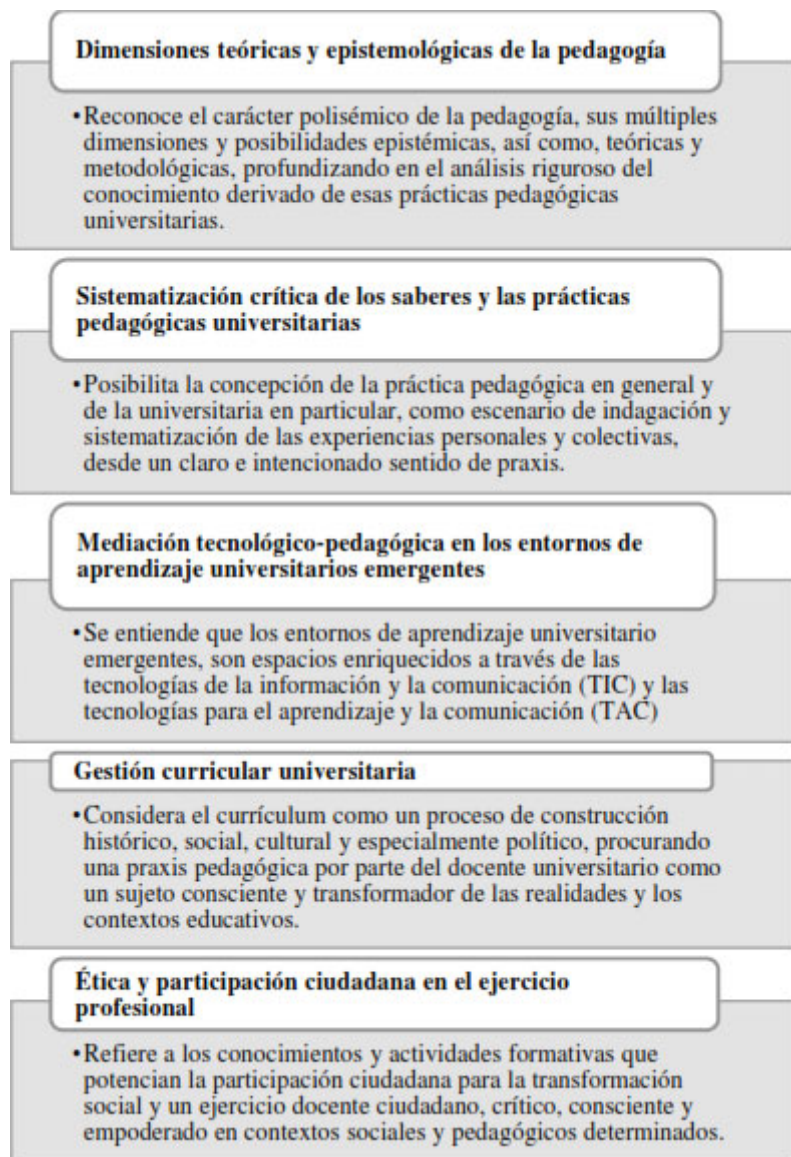 Dimensiones teóricas y epistemológicas de la pedagogía
•Reconoce el carácter polisémico de la pedagogía, sus múltiples
dimensiones y posibilidades epistémicas, así como, teóricas y
metodológicas, profundizando en el análisis riguroso del
conocimiento derivado de esas prácticas pedagógicas
universitarias.
Sistematización crítica de los saberes y las prácticas
pedagógicas universitarias
•Posibilita la concepción de la práctica pedagógica en general y
de la universitaria en particular, como escenario de indagación y
sistematización de las experiencias personales y colectivas,
desde un claro e intencionado sentido de praxis.
Mediación tecnológico-pedagógica en los entornos de
aprendizaje universitarios emergentes
•Se entiende que los entornos de aprendizaje universitario
emergentes, son espacios enriquecidos a través de las
tecnologías de la información y la comunicación (TIC) y las
tecnologías para el aprendizaje y la comunicación (TAC)
Gestión curricular universitaria
•Considera el currículum como un proceso de construcción
histórico, social, cultural y especialmente político, procurando
una praxis pedagógica por parte del docente universitario como
un sujeto consciente y transformador de las realidades y los
contextos educativos.
Ética y participación ciudadana en el ejercicio
profesional
•Refiere a los conocimientos y actividades formativas que
potencian la participación ciudadana para la transformación
social y un ejercicio docente ciudadano, crítico, consciente y
empoderado en contextos sociales y pedagógicos determinados.